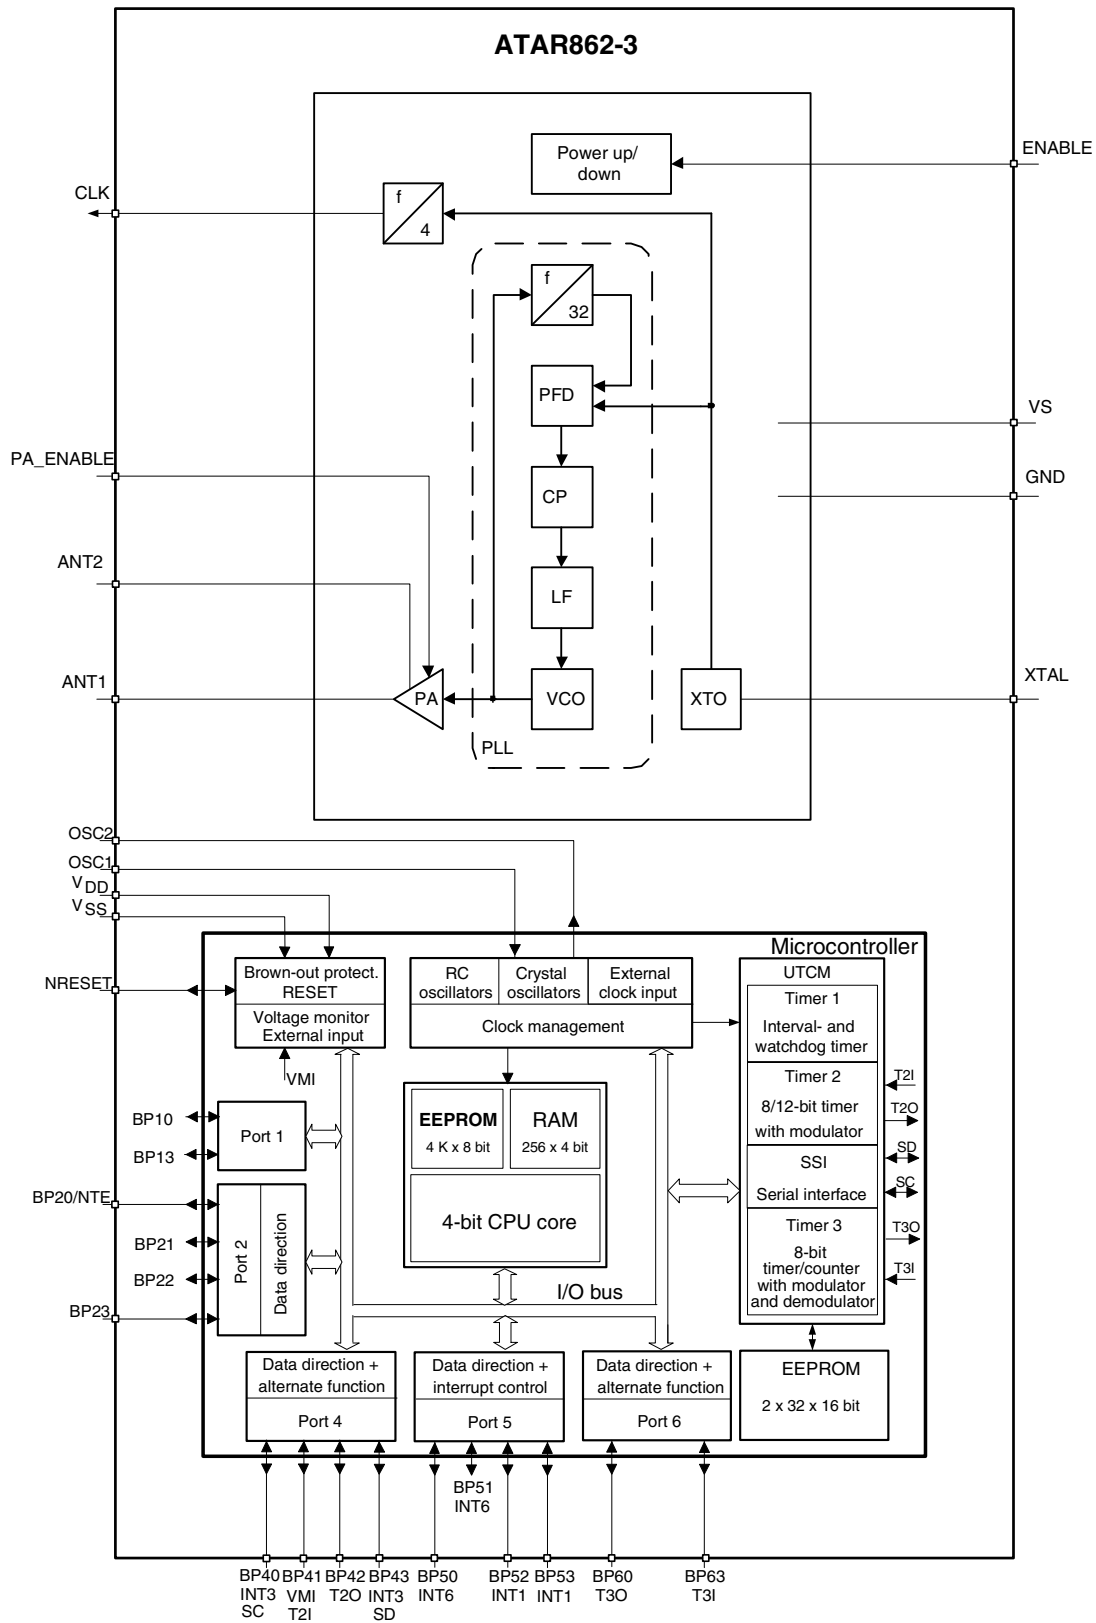 ATAR862-3
Power up/
down
ENABLE
CLK
f
4
f
32
PFD
VS
PA_ENABLE
CP
GND
ANT2
LF
ANT1
PA
VCO
XTO
XTAL
PLL
OSC2
OSC1
VDD
VSS
NRESET
Microcontroller
Brown-out protect.
RESET
Voltage monitor
External input
VMI
RC
oscillators
Crystal
oscillators
External
clock input
Clock management
UTCM
Timer 1
Interval- and
watchdog timer
Timer 2
8/12-bit timer
with modulator
SSI
Serial interface
Timer 3
8-bit
timer/counter
with modulator
and demodulator
T2I
T2O
SD
SC
T3O
T3I
EEPROM
4 K x 8 bit
RAM
256 x 4 bit
4-bit CPU core
BP10
BP13
Port 1
BP20/NTE
BP21
BP22
BP23
Port 2
Data direction
I/O bus
Data direction +
alternate function
Port 4
Data direction +
interrupt control
Port 5
Data direction +
alternate function
Port 6
EEPROM
2 x 32 x 16 bit
BP51
INT6
BP40
INT3
SC
BP41
VMI
T2I
BP42
T2O
BP43
INT3
SD
BP50
INT6
BP52
INT1
BP53
INT1
BP60
T3O
BP63
T3I